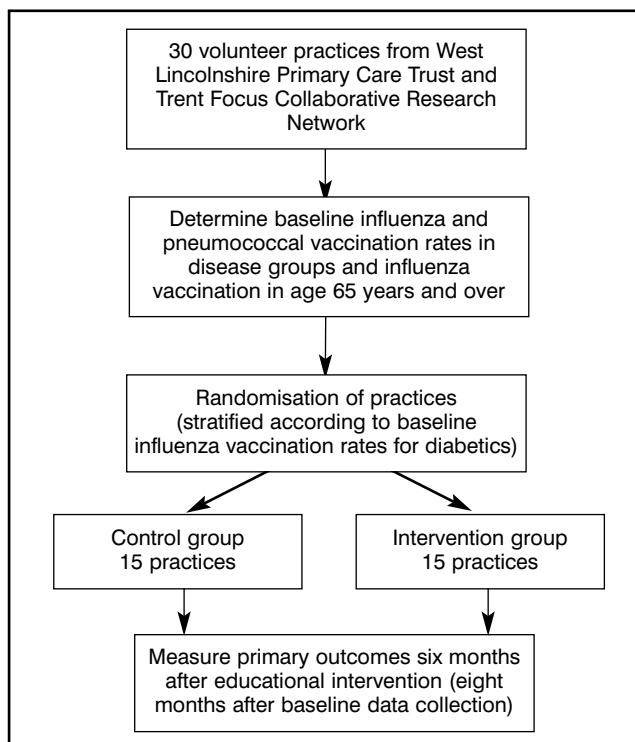 30 volunteer practices from West
Lincolnshire Primary Care Trust and
Trent Focus Collaborative Research
Network
Determine baseline influenza and
pneumococcal vaccination rates in
disease groups and influenza
vaccination in age 65 years and over
Randomisation of practices
(stratified according to baseline
influenza vaccination rates for diabetics)
Control group
15 practices
Intervention group
15 practices
Measure primary outcomes six months
after educational intervention (eight
months after baseline data collection)